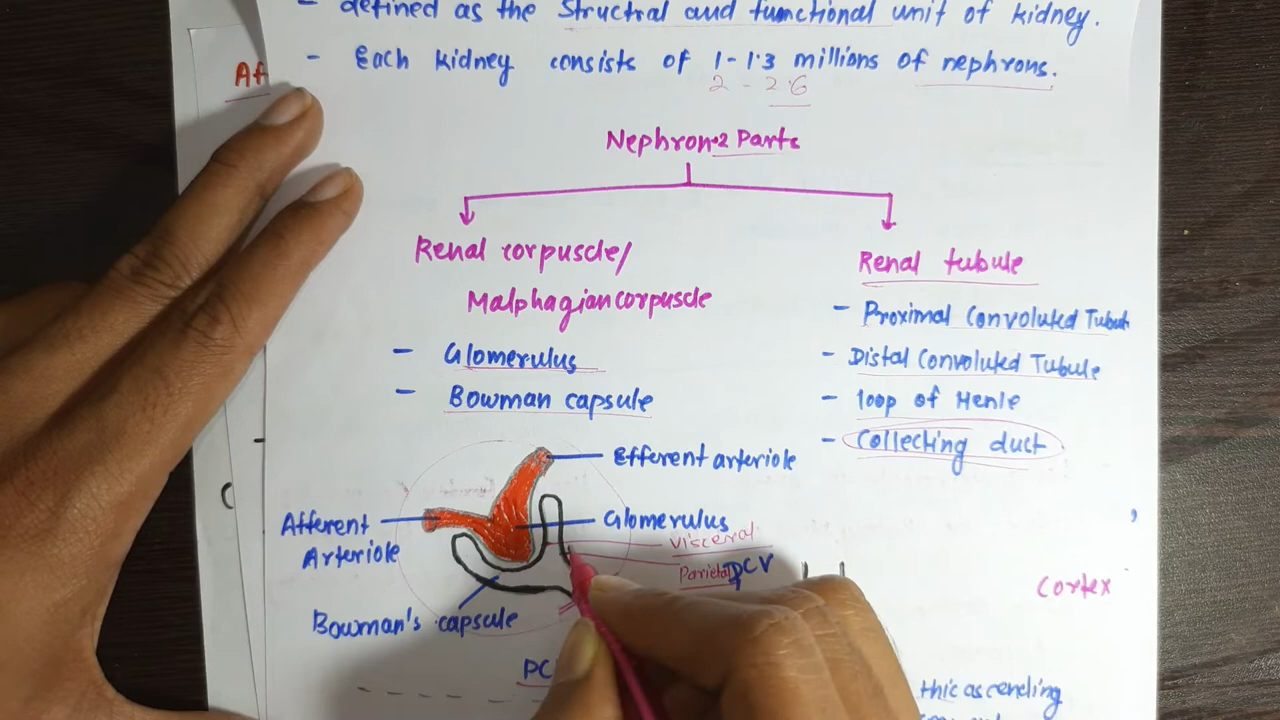 - defined as the structral and functional unit of kidney.
- Each kidney consists of 1-1.3 millions of nephrons.
2 - 2.6
Af
Nephron-2 Parts
Renal corpuscle/
Malphagian corpuscle
- Glomerulus
- Bowman capsule
Renal tubule
- Proximal Convoluted Tubul
- Distal Convoluted Tubule
- loop of Henle
- Collecting duct
Efferent arteriole
Afferent
Arteriole
Glomerulus
Visceral
Parietal
Bowman's capsule
PC
Cortex
thic ascending